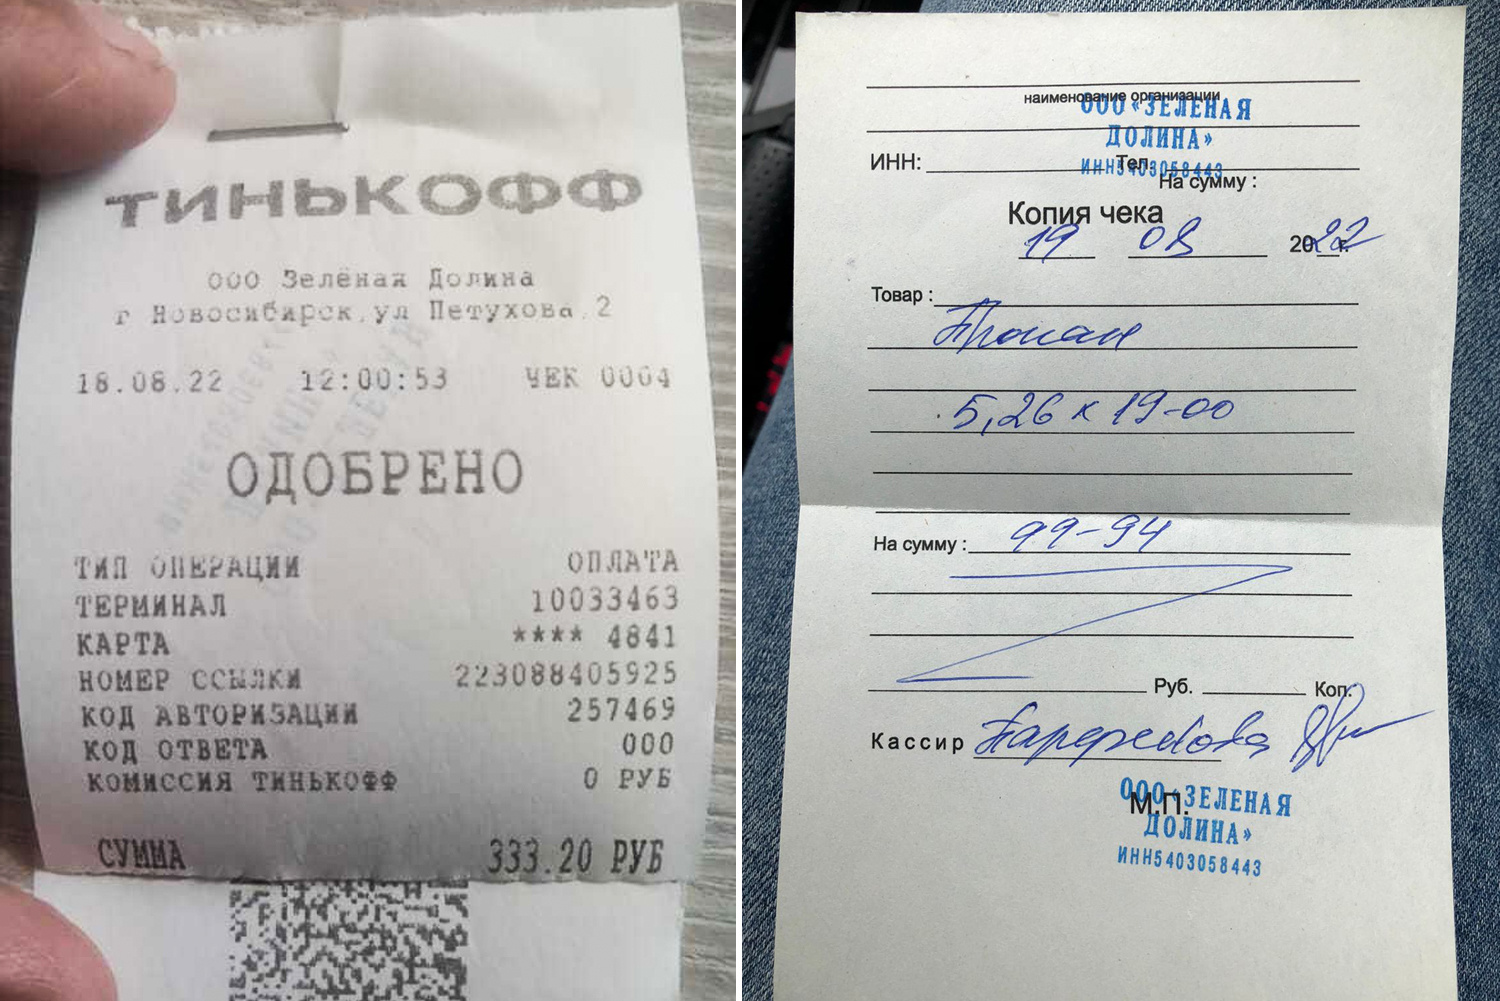 ТИНЬКОФФ
ООО Зелёная Долина
г Новосибирск,ул Петухова,2
18.08.22 12:00:53 ЧЕК 0004
ОДОБРЕНО
ТИП ОПЕРАЦИИ ОПЛАТА
ТЕРМИНАЛ 10033463
КАРТА **** 4841
НОМЕР ССЫЛКИ 223088405925
КОД АВТОРИЗАЦИИ 257469
КОД ОТВЕТА 000
КОМИССИЯ ТИНЬКОФФ 0 РУБ
СУММА 333.20 РУБ
наименование организации
ООО «ЗЕЛЕНАЯ
ДОЛИНА»
ИНН: Тел.
ИНН5403058443
На сумму :
Копия чека
19 08 2022 г.
Товар :
Пропан
5,26 х 19-00
На сумму : 99-94
Руб. Коп.
Кассир Парфенова
М.П.
ООО «ЗЕЛЕНАЯ
ДОЛИНА»
ИНН5403058443